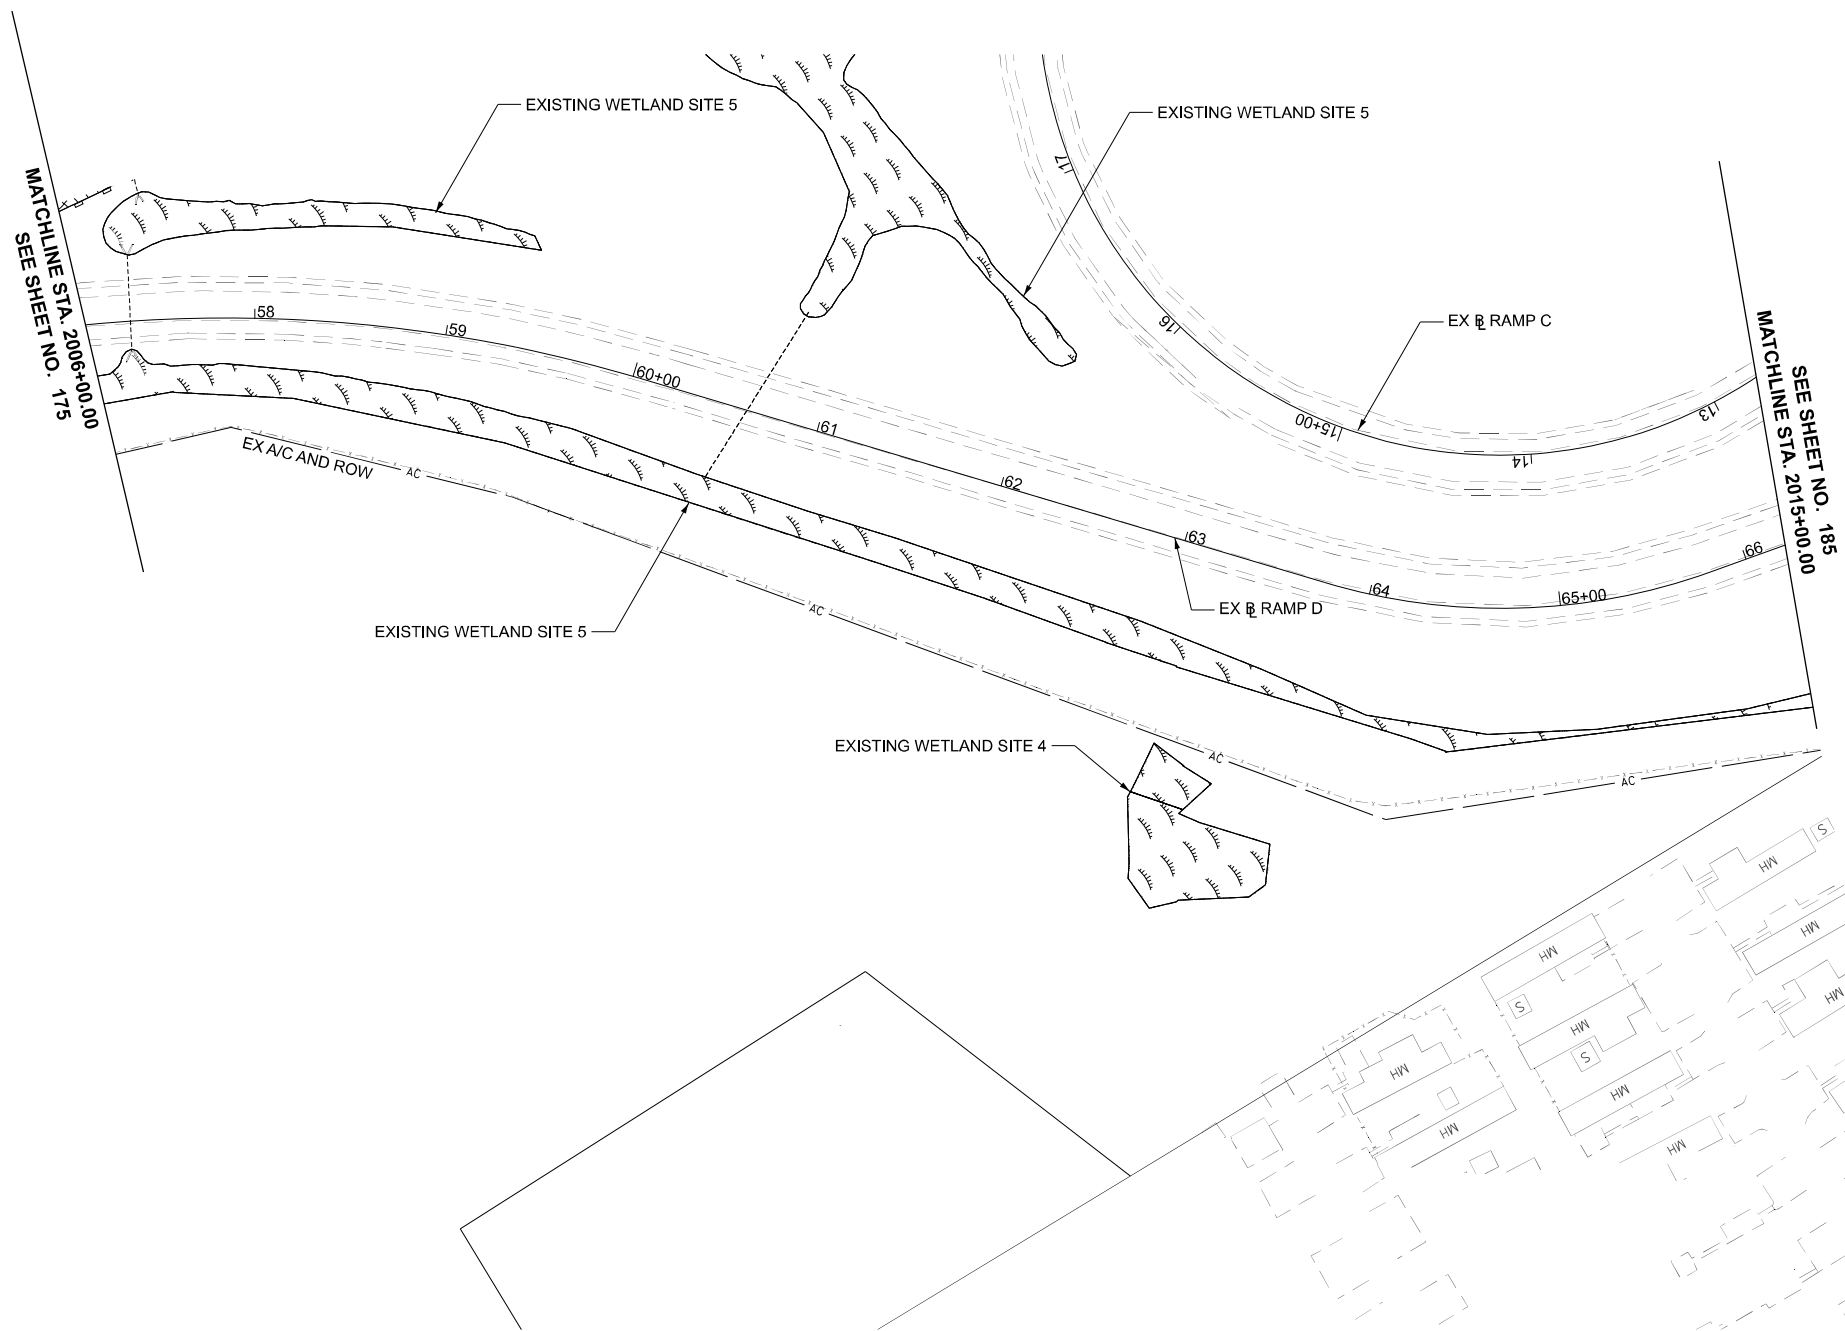 EXISTING WETLAND SITE 5
EXISTING WETLAND SITE 5
MATCHLINE STA. 2006+00.00
SEE SHEET NO. 175
17
16
15+00
14
13
EX BL RAMP C
SEE SHEET NO. 185
MATCHLINE STA. 2015+00.00
58
59
60+00
61
62
63
64
65+00
66
EX A/C AND ROW
AC
AC
AC
AC
EX BL RAMP D
EXISTING WETLAND SITE 5
EXISTING WETLAND SITE 4
S
MH
MH
MH
MH
S
MH
S
MH
MH
MH
MH